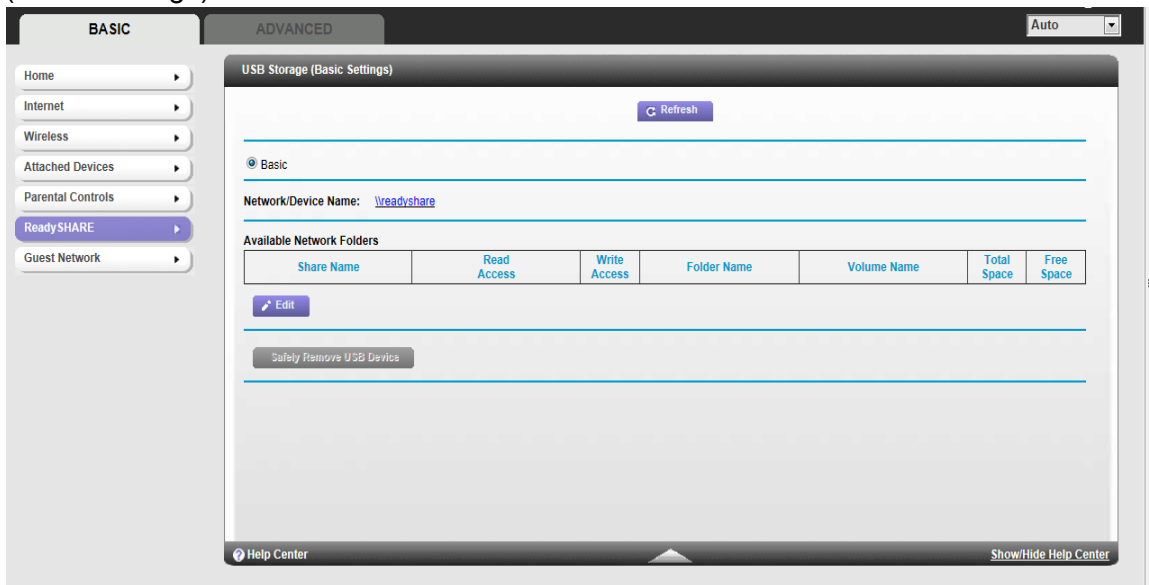 BASIC
ADVANCED
Auto
Home
Internet
Wireless
Attached Devices
Parental Controls
ReadySHARE
Guest Network
USB Storage (Basic Settings)
Refresh
Basic
Network/Device Name: \\readyshare
Available Network Folders
Share Name
Read
Access
Write
Access
Folder Name
Volume Name
Total
Space
Free
Space
Edit
Safely Remove USB Device
Help Center
Show/Hide Help Center